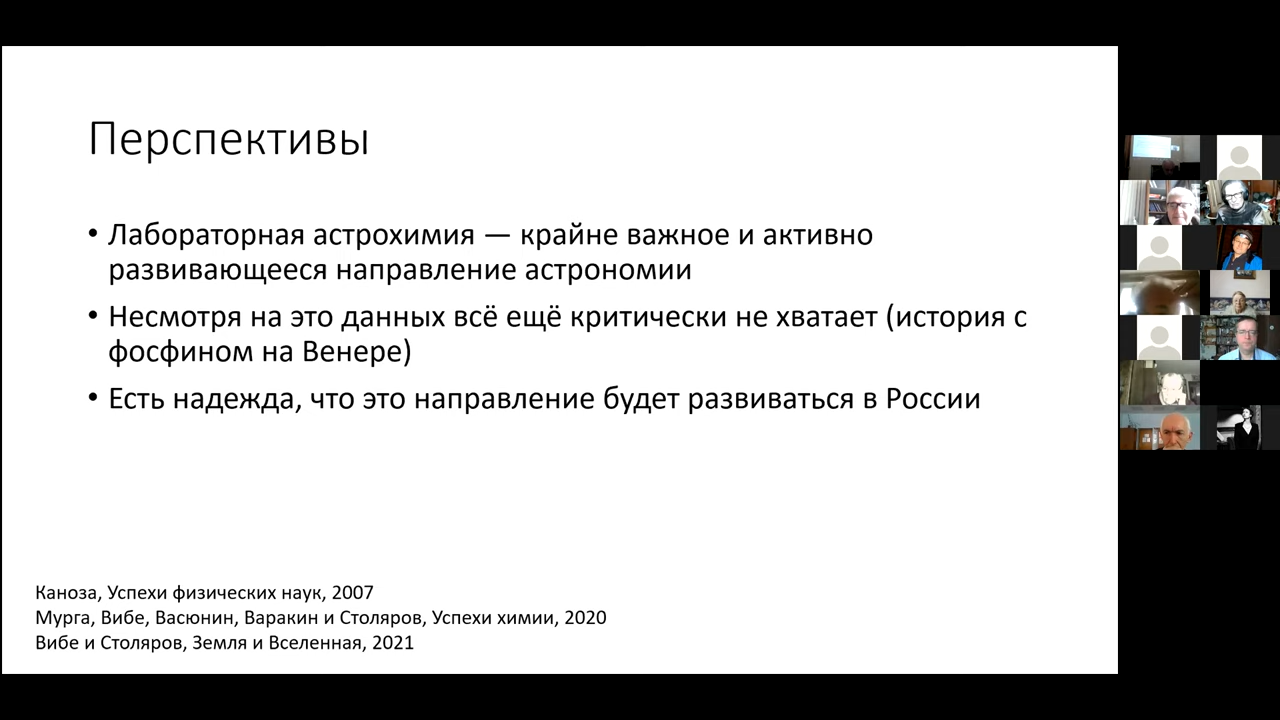 Перспективы
• Лабораторная астрохимия — крайне важное и активно
развивающееся направление астрономии
• Несмотря на это данных всё ещё критически не хватает (история с
фосфином на Венере)
• Есть надежда, что это направление будет развиваться в России
Каноза, Успехи физических наук, 2007
Мурга, Вибе, Васюнин, Варакин и Столяров, Успехи химии, 2020
Вибе и Столяров, Земля и Вселенная, 2021